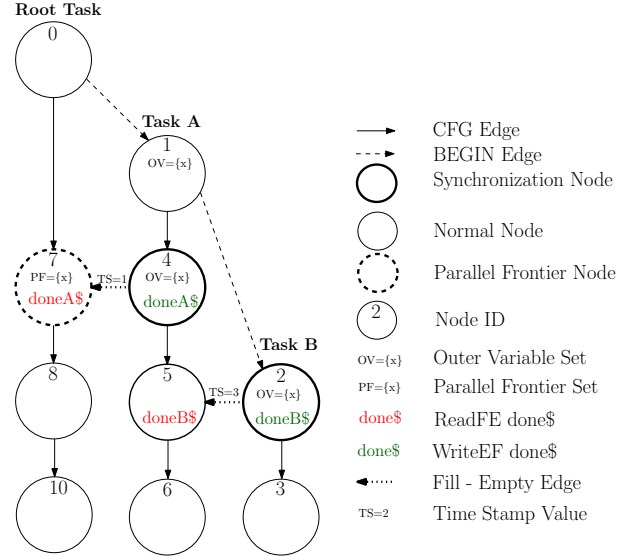 Root Task
0
Task A
1
OV={x}
7
PF={x}
doneA$
TS=1
4
OV={x}
doneA$
Task B
8
5
doneB$
TS=3
2
OV={x}
doneB$
10
6
3
CFG Edge
BEGIN Edge
Synchronization Node
Normal Node
Parallel Frontier Node
2 Node ID
OV={x} Outer Variable Set
PF={x} Parallel Frontier Set
done$ ReadFE done$
done$ WriteEF done$
Fill - Empty Edge
TS=2 Time Stamp Value